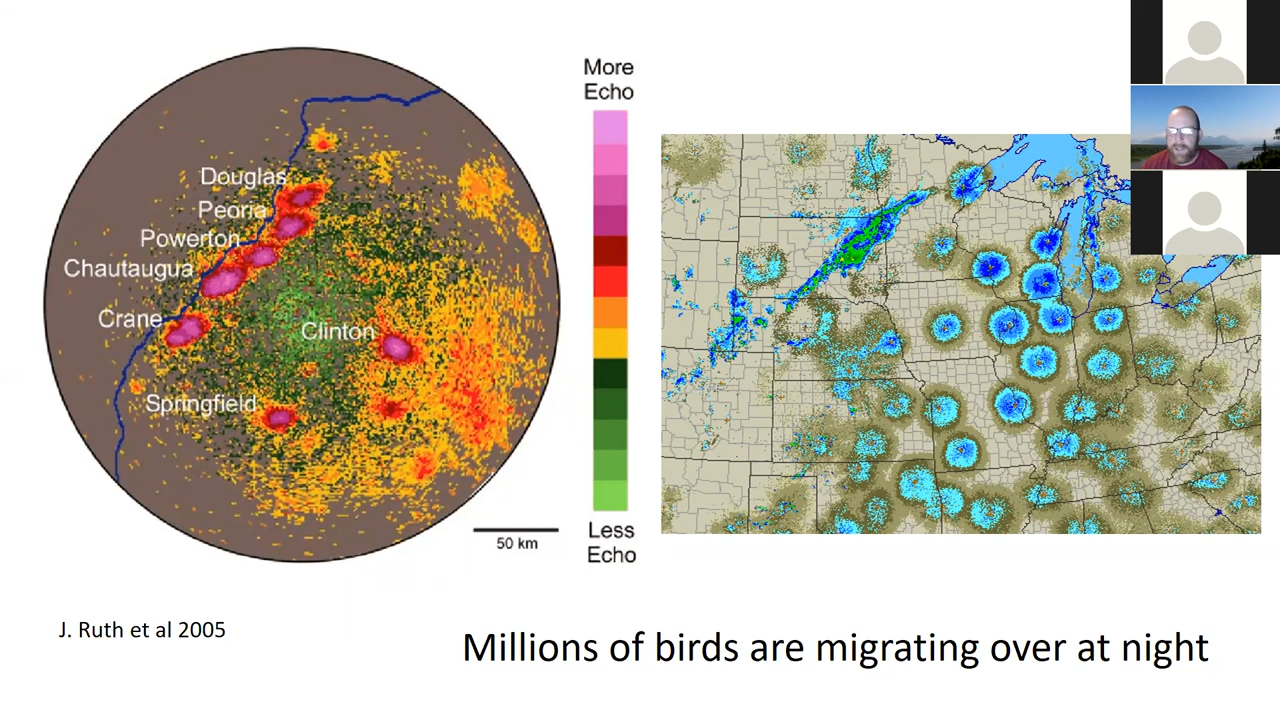 More
Echo
Douglas
Peoria
Powerton
Chautaugua
Crane
Clinton
Springfield
50 km
Less
Echo
J. Ruth et al 2005
Millions of birds are migrating over at night